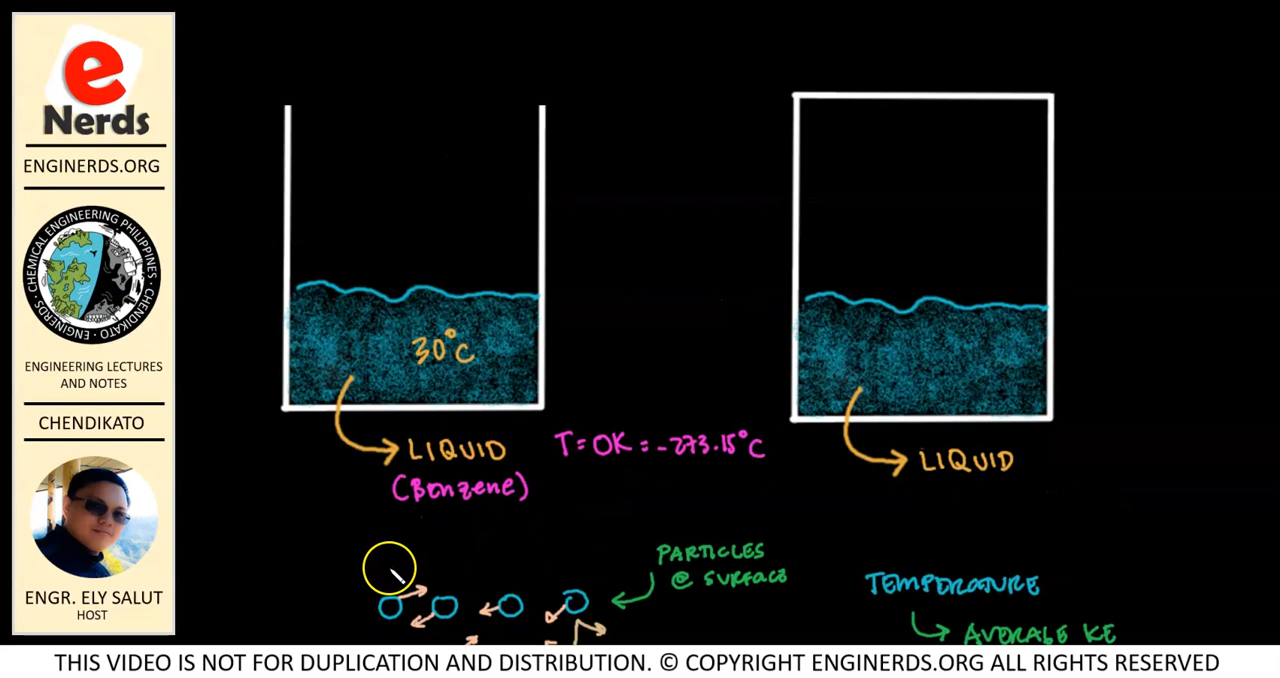 e
Nerds
ENGINERDS.ORG
CHEMICAL ENGINEERING PHILIPPINES
• CHENDIKATO • ENGINERDS •
ENGINEERING LECTURES
AND NOTES
CHENDIKATO
ENGR. ELY SALUT
HOST
30°C
LIQUID
(Benzene)
T=0K=-273.15°C
LIQUID
PARTICLES
@ SURFACE
TEMPERATURE
AVERAGE KE
THIS VIDEO IS NOT FOR DUPLICATION AND DISTRIBUTION. © COPYRIGHT ENGINERDS.ORG ALL RIGHTS RESERVED